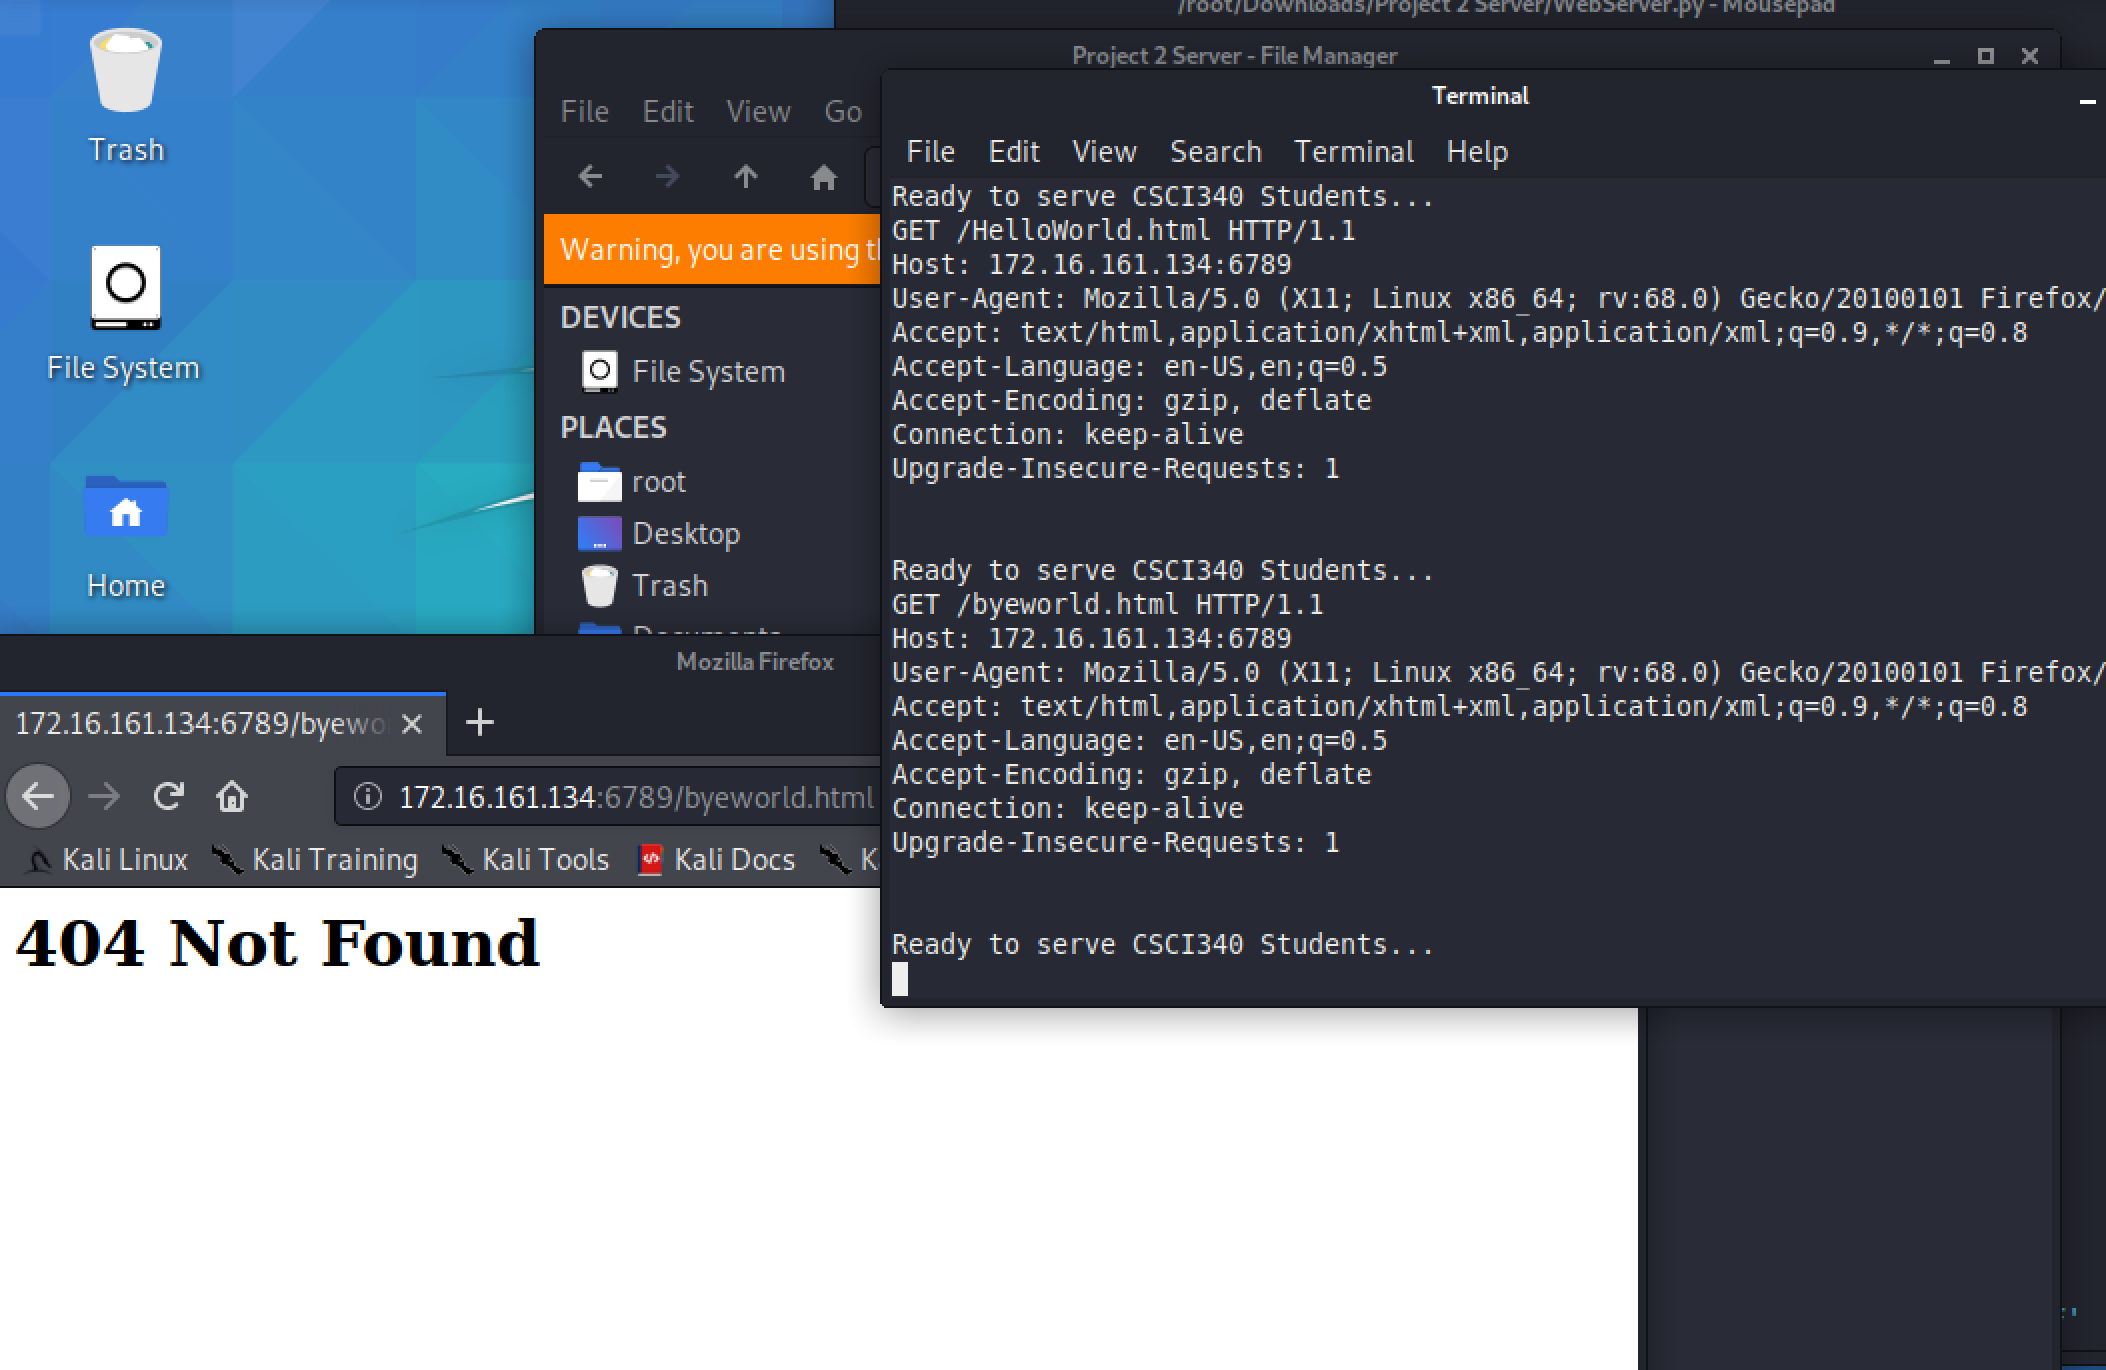 /root/Downloads/Project 2 Server/WebServer.py - Mousepad
Project 2 Server - File Manager
Terminal
File Edit View Go
File Edit View Search Terminal Help
Trash
File System
Home
Warning, you are using
DEVICES
File System
PLACES
root
Desktop
Trash
Documents
Ready to serve CSCI340 Students...
GET /HelloWorld.html HTTP/1.1
Host: 172.16.161.134:6789
User-Agent: Mozilla/5.0 (X11; Linux x86_64; rv:68.0) Gecko/20100101 Firefox/
Accept: text/html,application/xhtml+xml,application/xml;q=0.9,*/*;q=0.8
Accept-Language: en-US,en;q=0.5
Accept-Encoding: gzip, deflate
Connection: keep-alive
Upgrade-Insecure-Requests: 1
Ready to serve CSCI340 Students...
GET /byeworld.html HTTP/1.1
Host: 172.16.161.134:6789
User-Agent: Mozilla/5.0 (X11; Linux x86_64; rv:68.0) Gecko/20100101 Firefox/
Accept: text/html,application/xhtml+xml,application/xml;q=0.9,*/*;q=0.8
Accept-Language: en-US,en;q=0.5
Accept-Encoding: gzip, deflate
Connection: keep-alive
Upgrade-Insecure-Requests: 1
Ready to serve CSCI340 Students...
Mozilla Firefox
172.16.161.134:6789/byewo
172.16.161.134:6789/byeworld.html
Kali Linux Kali Training Kali Tools Kali Docs K
404 Not Found